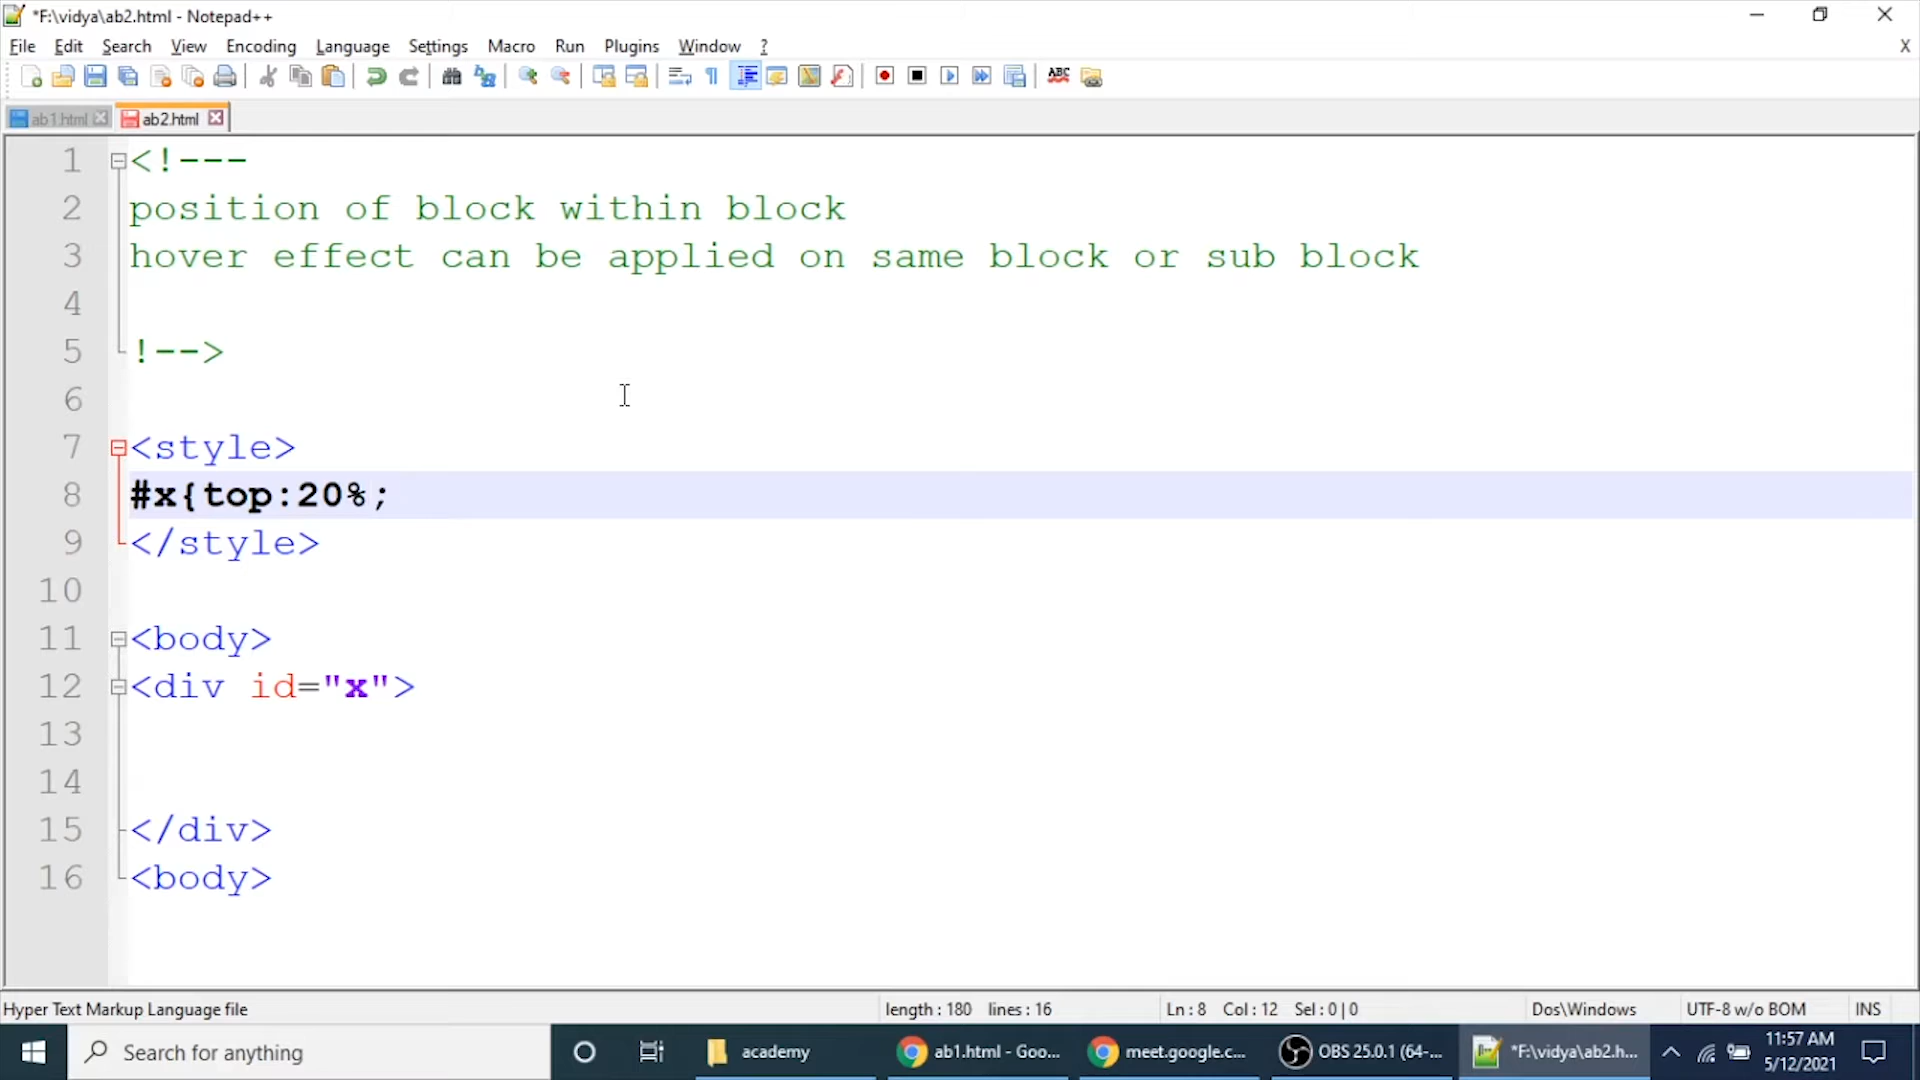 *F:\vidya\ab2.html - Notepad++
File Edit Search View Encoding Language Settings Macro Run Plugins Window ?
X
ABC
ab1.html ab2.html
1 <!---
2 position of block within block
3 hover effect can be applied on same block or sub block
4
5 !-->
6
7 <style>
8 #x{top:20%;
9 </style>
10
11 <body>
12 <div id="x">
13
14
15 </div>
16 <body>
Hyper Text Markup Language file length : 180 lines : 16 Ln : 8 Col : 12 Sel : 0 | 0 Dos\Windows UTF-8 w/o BOM INS
Search for anything academy ab1.html - Goo... meet.google.c... OBS 25.0.1 (64-... *F:\vidya\ab2.h... 11:57 AM
5/12/2021